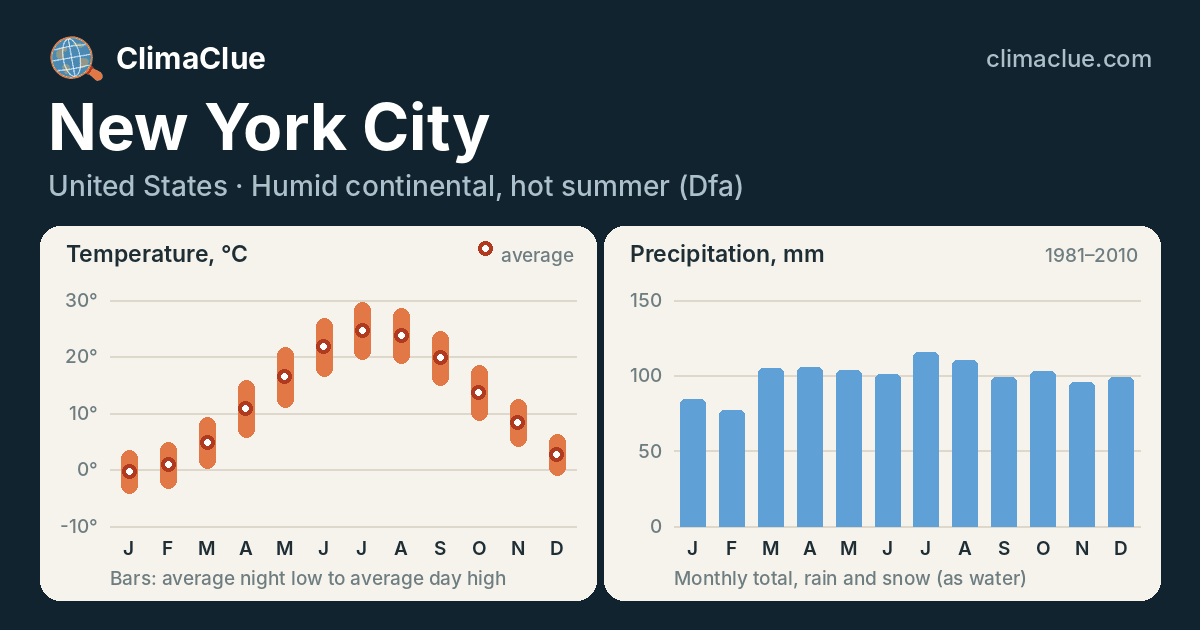 ClimaClue
climaclue.com
New York City
United States · Humid continental, hot summer (Dfa)
Temperature, °C
average
30°
20°
10°
0°
-10°
J F M A M J J A S O N D
Bars: average night low to average day high
Precipitation, mm
1981–2010
150
100
50
0
J F M A M J J A S O N D
Monthly total, rain and snow (as water)